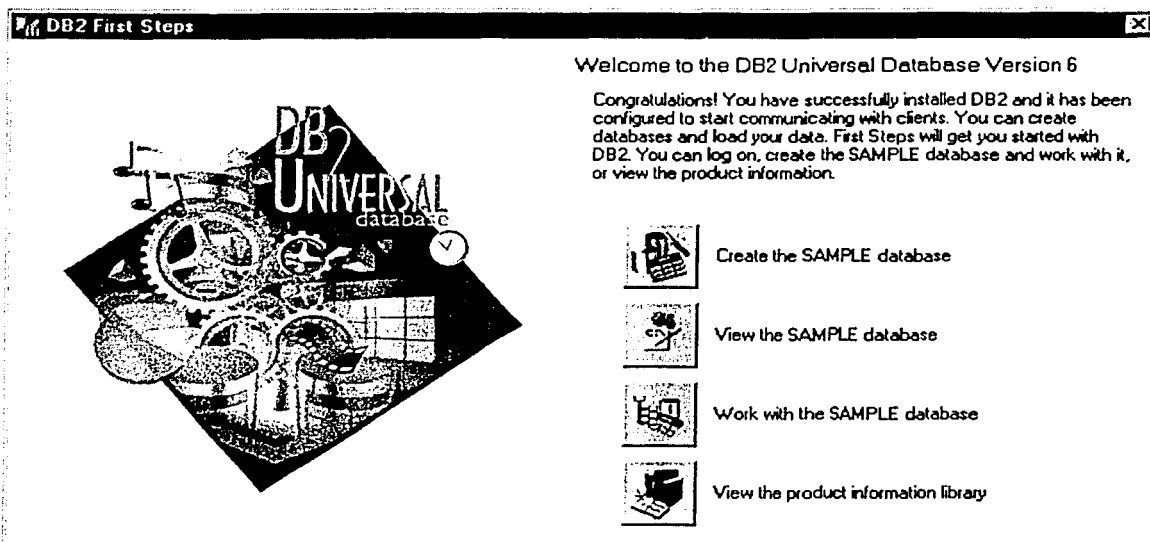 DB2 First Steps
DB2
UNIVERSAL
database
Welcome to the DB2 Universal Database Version 6
Congratulations! You have successfully installed DB2 and it has been
configured to start communicating with clients. You can create
databases and load your data. First Steps will get you started with
DB2. You can log on, create the SAMPLE database and work with it,
or view the product information.
Create the SAMPLE database
View the SAMPLE database
Work with the SAMPLE database
View the product information library